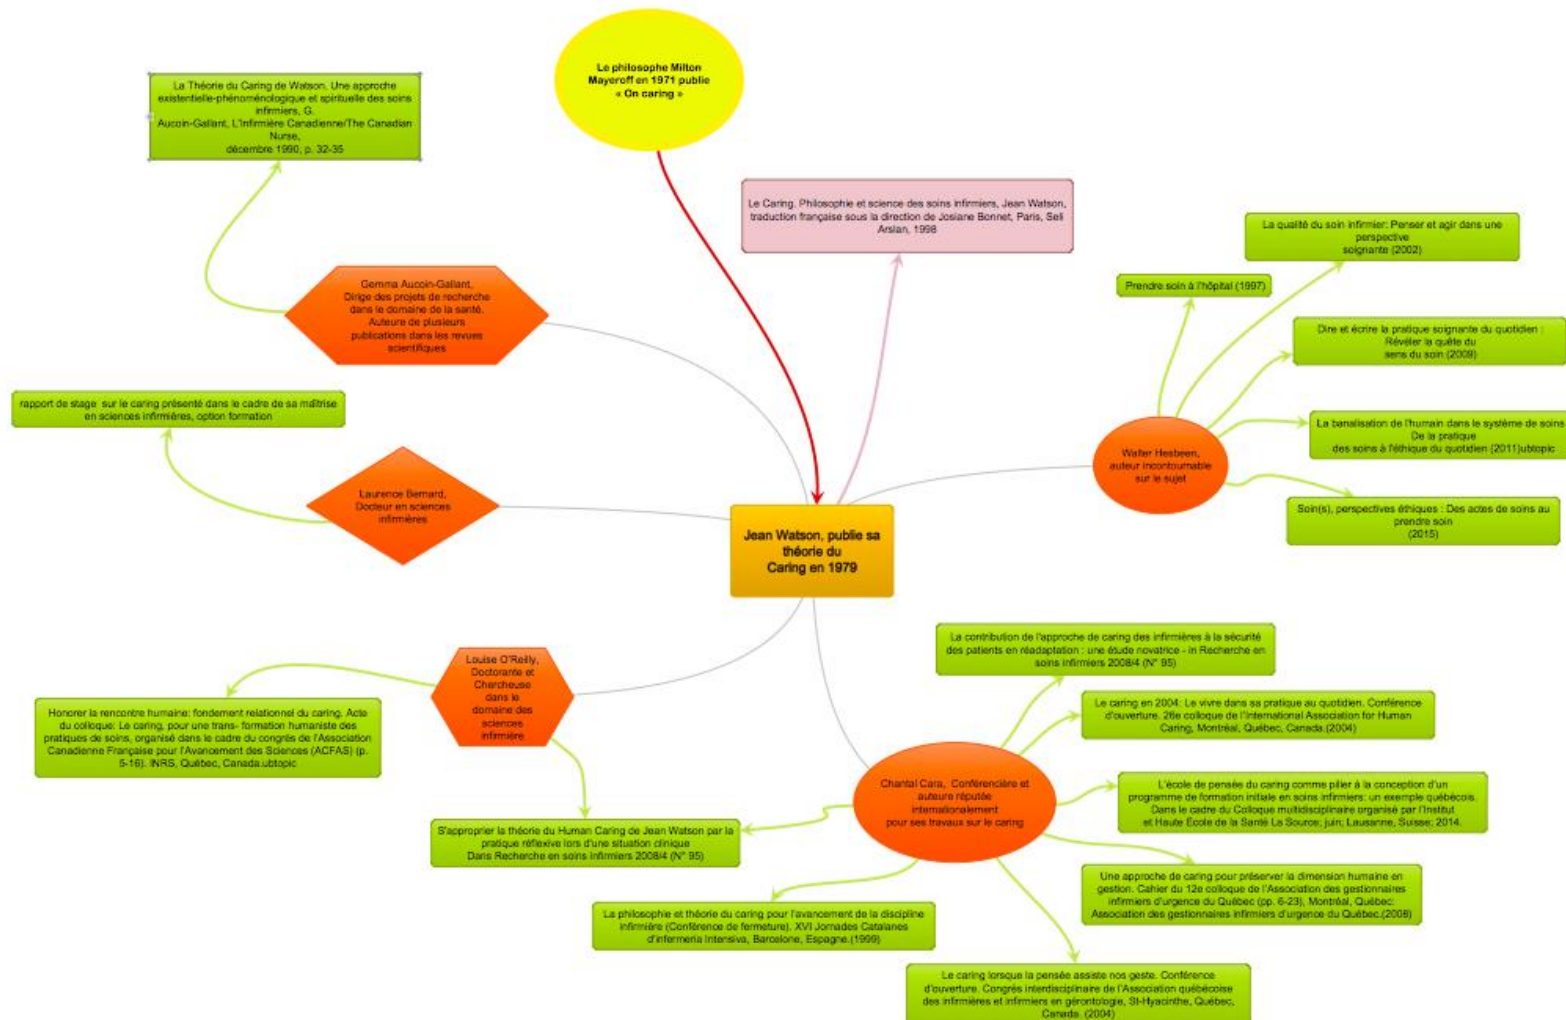 Le philosophe Milton
Mayeroff en 1971 publie
« On caring »
La Théorie du Caring de Watson. Une approche
existentielle-phénoménologique et spirituelle des soins
infirmiers, G.
Aucoin-Gallant, L'Infirmière Canadienne/The Canadian
Nurse,
décembre 1990, p. 32-35
Le Caring. Philosophie et science des soins infirmiers, Jean Watson,
traduction française sous la direction de Josiane Bonnet, Paris, Seli
Arslan, 1998
La qualité du soin infirmier: Penser et agir dans une
perspective
soignante (2002)
Prendre soin à l'hôpital (1997)
Gemma Aucoin-Gallant,
Dirige des projets de recherche
dans le domaine de la santé.
Auteure de plusieurs
publications dans les revues
scientifiques
Dire et écrire la pratique soignante du quotidien :
Révéler la quête du
sens du soin (2009)
rapport de stage  sur le caring présenté dans le cadre de sa maîtrise
en sciences infirmières, option formation
La banalisation de l'humain dans le système de soins
De la pratique
des soins à l'éthique du quotidien (2011)ubtopic
Walter Hesbeen,
auteur incontournable
sur le sujet
Laurence Bernard,
Docteur en sciences
infirmières
Soin(s), perspectives éthiques : Des actes de soins au
prendre soin
(2015)
Jean Watson, publie sa
théorie du
Caring en 1979
Louise O'Reilly,
Doctorante et
Chercheuse
dans le
domaine des
sciences
infirmière
La contribution de l'approche de caring des infirmières à la sécurité
des patients en réadaptation : une étude novatrice - in Recherche en
soins infirmiers 2008/4 (N° 95)
Honorer la rencontre humaine: fondement relationnel du caring. Acte
du colloque: Le caring, pour une trans- formation humaniste des
pratiques de soins, organisé dans le cadre du congrès de l'Association
Canadienne Française pour l'Avancement des Sciences (ACFAS) (p.
5-16). INRS, Québec, Canada.ubtopic
Le caring en 2004: Le vivre dans sa pratique au quotidien. Conférence
d'ouverture. 26e colloque de l'International Association for Human
Caring, Montréal, Québec, Canada.(2004)
Chantal Cara,  Conférencière et
auteure réputée
internationalement
pour ses travaux sur le caring
L'école de pensée du caring comme pilier à la conception d'un
programme de formation initiale en soins infirmiers: un exemple québécois.
Dans le cadre du Colloque multidisciplinaire organisé par l'Institut
et Haute École de la Santé La Source; juin; Lausanne, Suisse; 2014.
S'approprier la théorie du Human Caring de Jean Watson par la
pratique réflexive lors d'une situation clinique
Dans Recherche en soins infirmiers 2008/4 (N° 95)
Une approche de caring pour préserver la dimension humaine en
gestion. Cahier du 12e colloque de l'Association des gestionnaires
infirmiers d'urgence du Québec (pp. 6-23), Montréal, Québec:
Association des gestionnaires infirmiers d'urgence du Québec.(2008)
La philosophie et théorie du caring pour l'avancement de la discipline
infirmière (Conférence de fermeture). XVI Jornades Catalanes
d'infermeria Intensiva, Barcelone, Espagne.(1999)
Le caring lorsque la pensée assiste nos geste. Conférence
d'ouverture. Congrès interdisciplinaire de l'Association québécoise
des infirmières et infirmiers en gérontologie, St-Hyacinthe, Québec,
Canada. (2004)